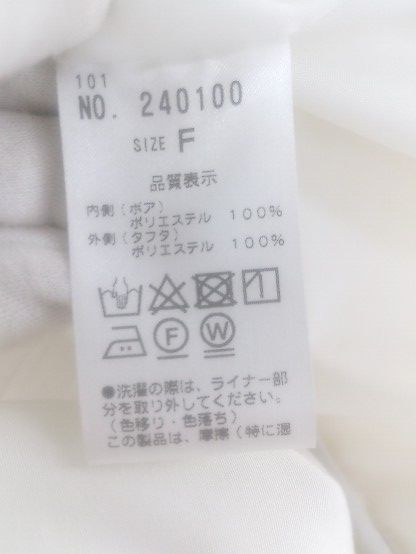 101
NO. 240100
SIZE F
品質表示
内側(ボア)
ポリエステル 100%
外側(タフタ)
ポリエステル 100%
F W
●洗濯の際は、ライナー部
分を取り外してください。
(色移り・色落ち)
この製品は、摩擦(特に湿